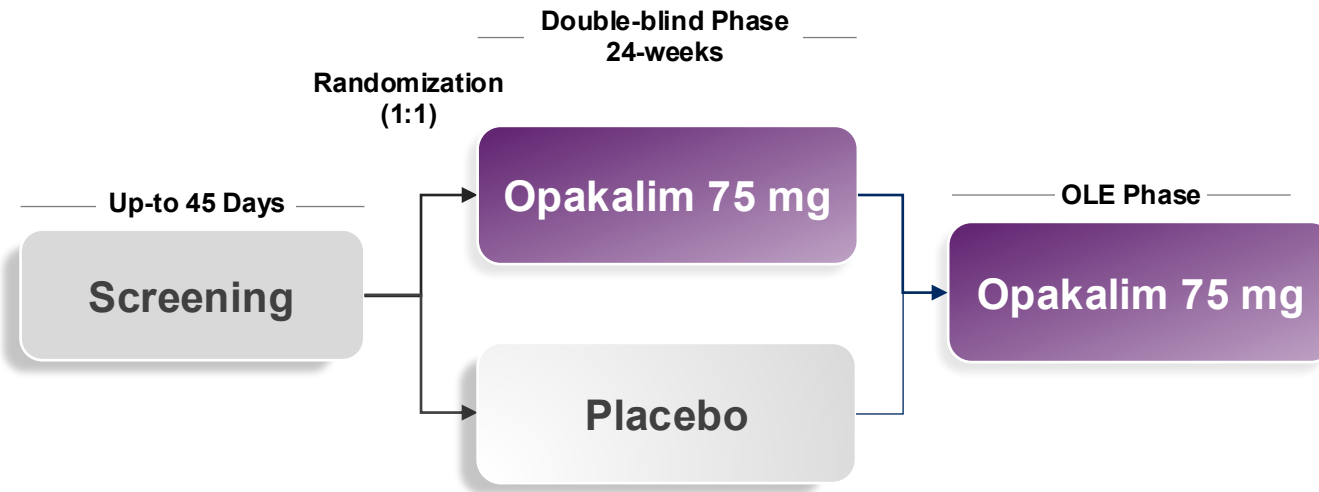 Double-blind Phase
24-weeks
Randomization
(1:1)
Opakalim 75 mg
Up-to 45 Days
OLE Phase
Screening
Opakalim 75 mg
Placebo